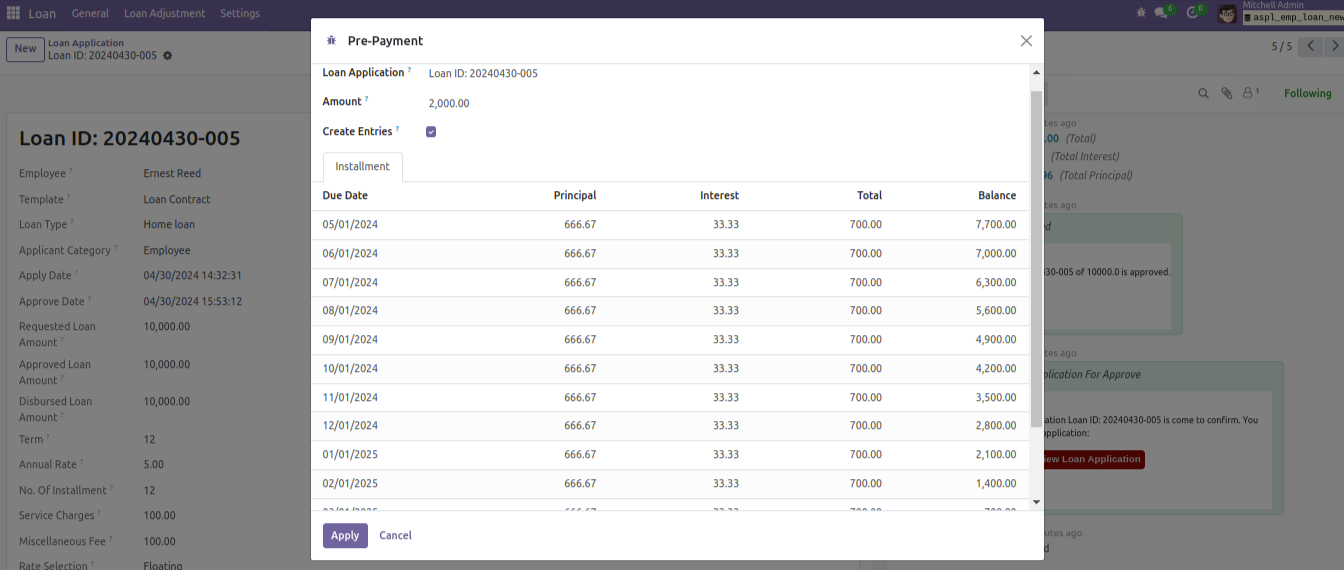 Loan General Loan Adjustment Settings
6 8 Mitchell Admin
aspl_emp_loan_new
New Loan Application
Loan ID: 20240430-005
5 / 5
Pre-Payment
Loan Application ? Loan ID: 20240430-005
Amount ? 2,000.00
Create Entries ?
Installment
Due Date Principal Interest Total Balance
05/01/2024 666.67 33.33 700.00 7,700.00
06/01/2024 666.67 33.33 700.00 7,000.00
07/01/2024 666.67 33.33 700.00 6,300.00
08/01/2024 666.67 33.33 700.00 5,600.00
09/01/2024 666.67 33.33 700.00 4,900.00
10/01/2024 666.67 33.33 700.00 4,200.00
11/01/2024 666.67 33.33 700.00 3,500.00
12/01/2024 666.67 33.33 700.00 2,800.00
01/01/2025 666.67 33.33 700.00 2,100.00
02/01/2025 666.67 33.33 700.00 1,400.00
Apply Cancel
Loan ID: 20240430-005
Employee ? Ernest Reed
Template ? Loan Contract
Loan Type ? Home loan
Applicant Category ? Employee
Apply Date ? 04/30/2024 14:32:31
Approve Date ? 04/30/2024 15:53:12
Requested Loan 10,000.00
Amount ?
Approved Loan 10,000.00
Amount ?
Disbursed Loan 10,000.00
Amount ?
Term ? 12
Annual Rate ? 5.00
No. Of Installment ? 12
Service Charges ? 100.00
Miscellaneous Fee ? 100.00
Rate Selection ? Floating
1 Following
tes ago
.00 (Total)
(Total Interest)
96 (Total Principal)
tes ago
30-005 of 10000.0 is approved.
tes ago
plication For Approve
ation Loan ID: 20240430-005 is come to confirm. You
application:
ew Loan Application
utes ago